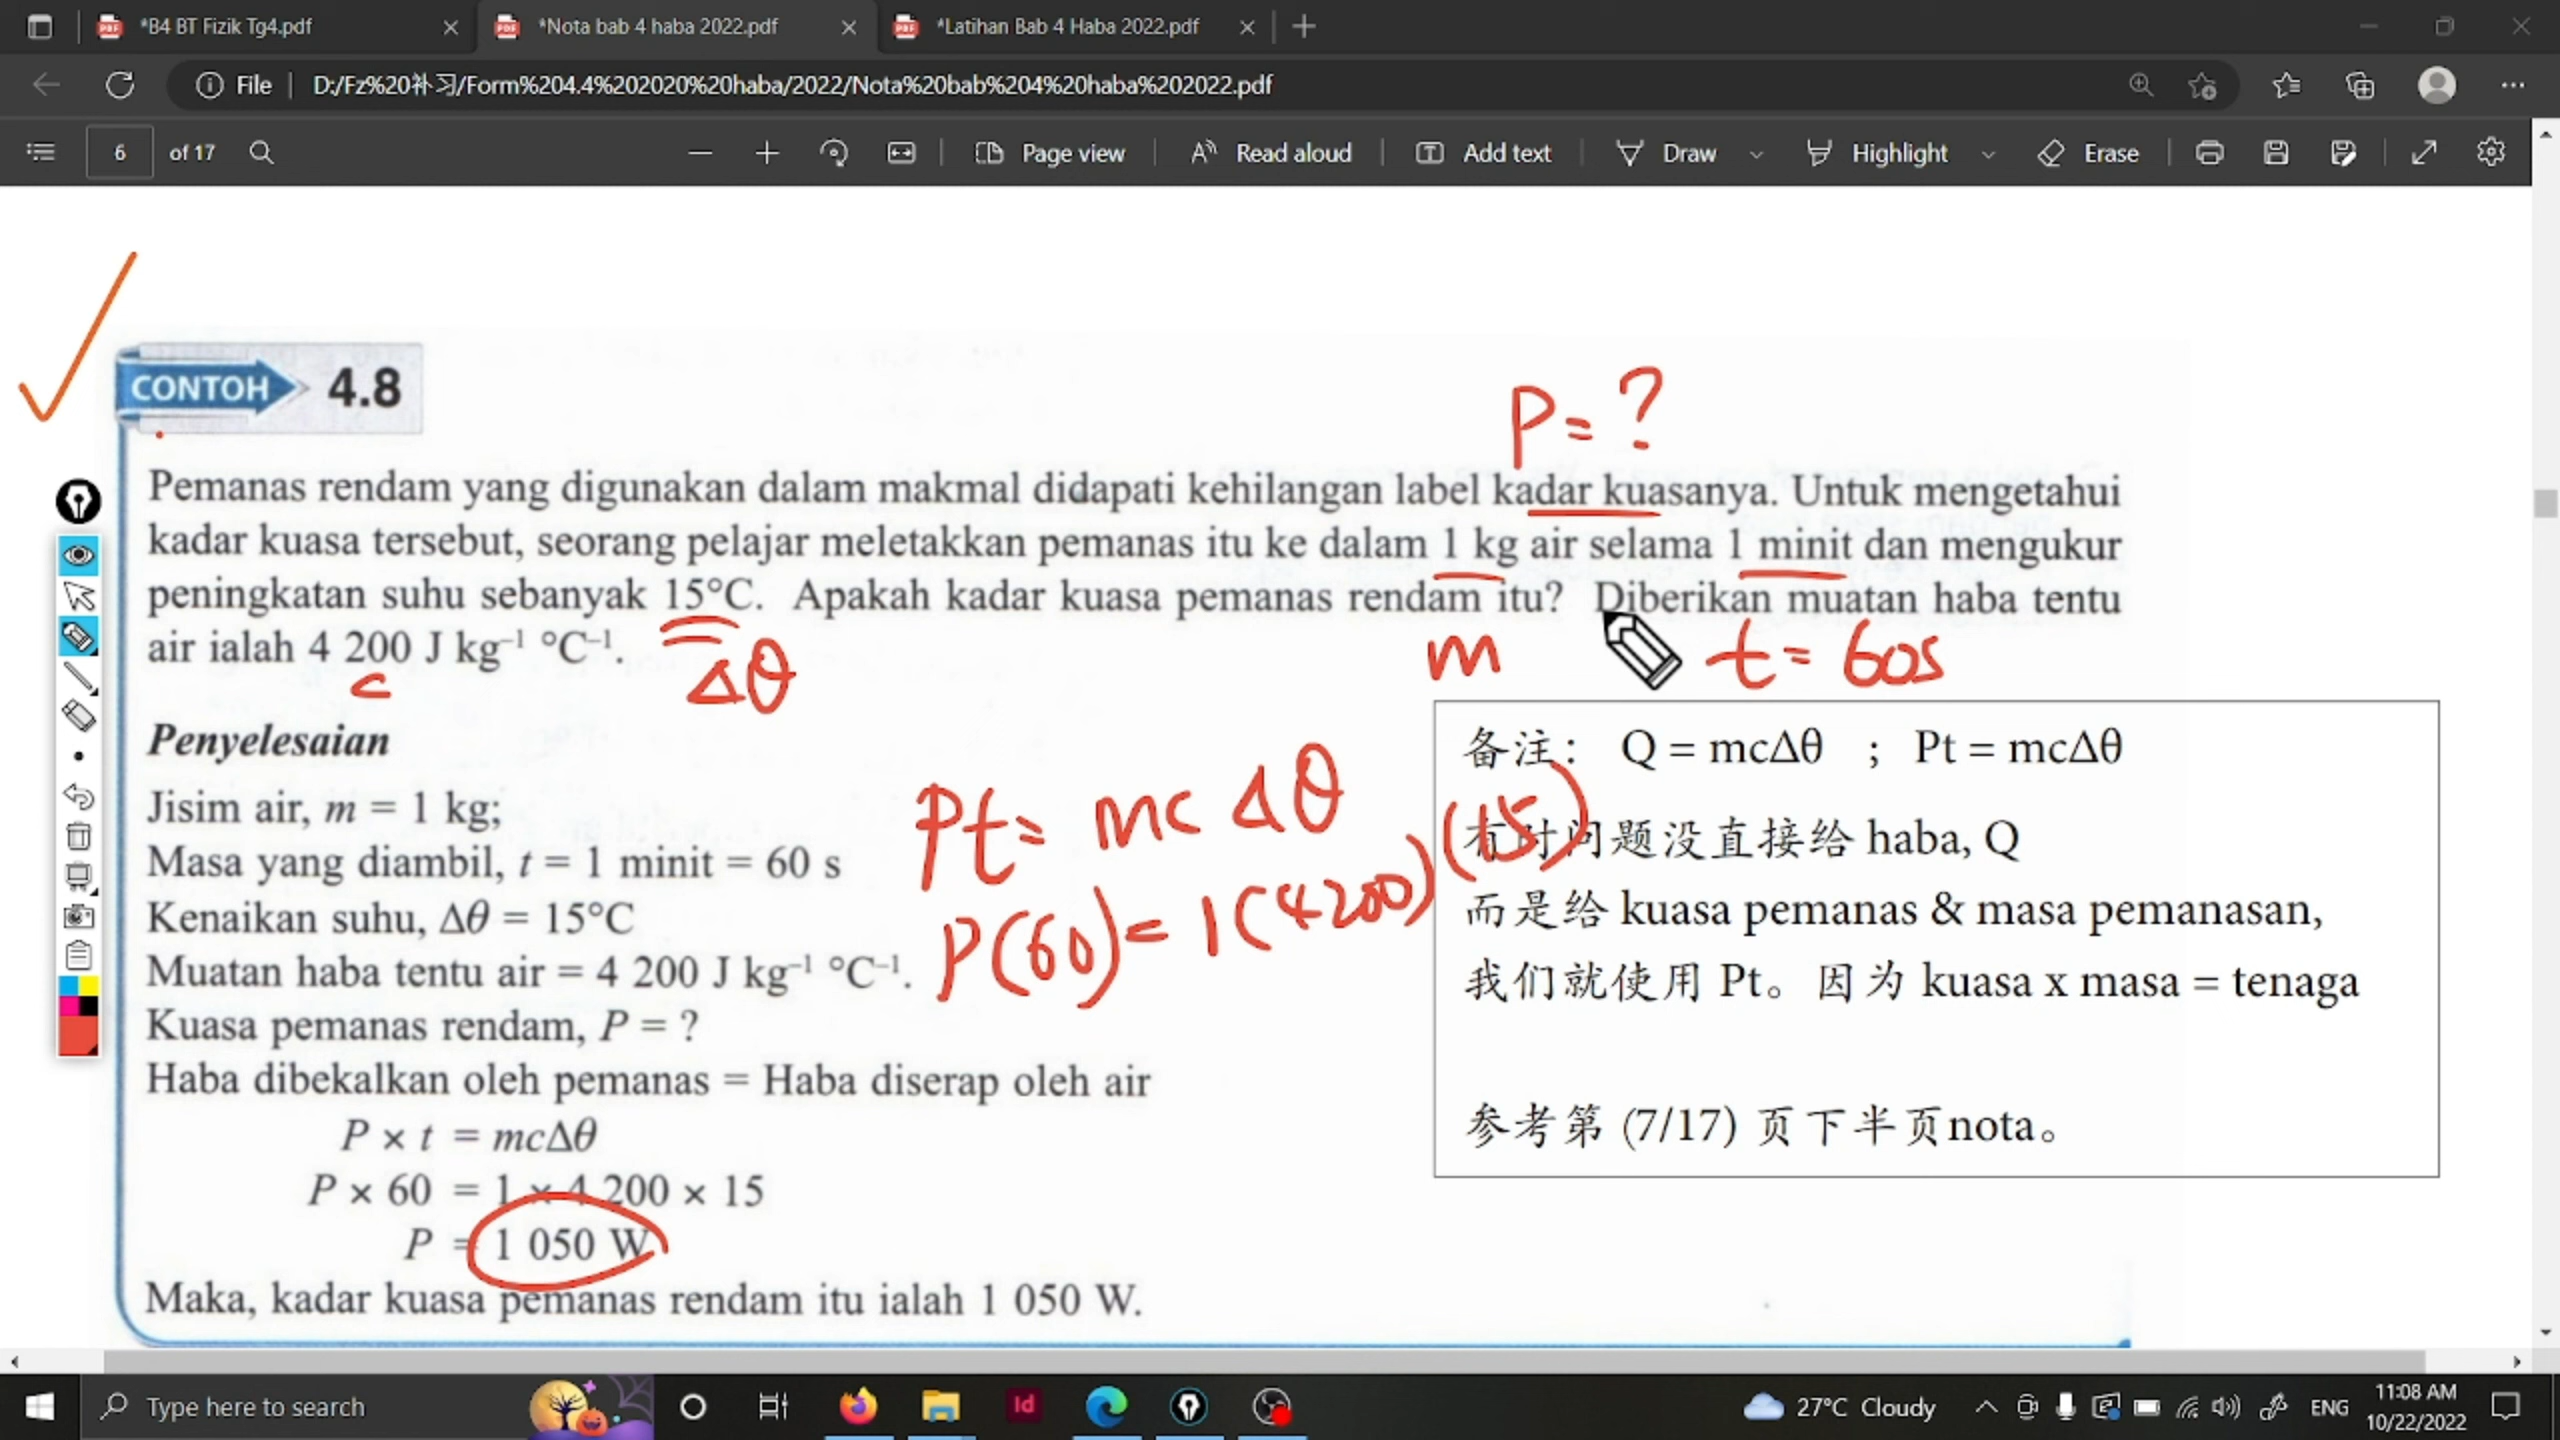 *B4 BT Fizik Tg4.pdf
*Nota bab 4 haba 2022.pdf
*Latihan Bab 4 Haba 2022.pdf
File D:/Fz%20补习/Form%204.4%202020%20haba/2022/Nota%20bab%204%20haba%202022.pdf
6 of 17 Page view Read aloud Add text Draw Highlight Erase
CONTOH 4.8
P = ?
Pemanas rendam yang digunakan dalam makmal didapati kehilangan label kadar kuasanya. Untuk mengetahui
kadar kuasa tersebut, seorang pelajar meletakkan pemanas itu ke dalam 1 kg air selama 1 minit dan mengukur
peningkatan suhu sebanyak 15°C. Apakah kadar kuasa pemanas rendam itu? Diberikan muatan haba tentu
air ialah 4 200 J kg⁻¹ °C⁻¹.
c Δθ m t = 60s
Penyelesaian
Jisim air, m = 1 kg;
Masa yang diambil, t = 1 minit = 60 s
Kenaikan suhu, Δθ = 15°C
Muatan haba tentu air = 4 200 J kg⁻¹ °C⁻¹.
Kuasa pemanas rendam, P = ?
Haba dibekalkan oleh pemanas = Haba diserap oleh air
P × t = mcΔθ
P × 60 = 1 × 4 200 × 15
P = 1 050 W
Maka, kadar kuasa pemanas rendam itu ialah 1 050 W.
Pt = mc Δθ
P(60) = 1(4200)(15)
备注： Q = mcΔθ ; Pt = mcΔθ
有时问题没直接给 haba, Q
而是给 kuasa pemanas & masa pemanasan,
我们就使用 Pt。因为 kuasa x masa = tenaga
参考第 (7/17) 页下半页nota。
Type here to search
Id
27°C Cloudy
ENG
11:08 AM
10/22/2022